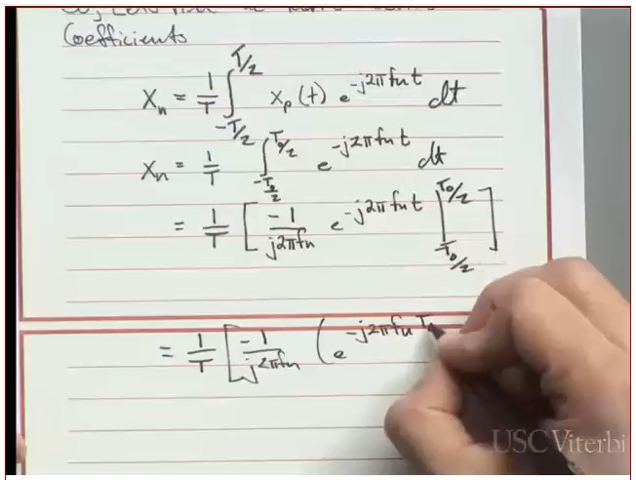 Coefficients
Xn = 1/T ∫_{-T/2}^{T/2} xp(t) e^{-j2πfnt} dt
Xn = 1/T ∫_{-T0/2}^{T0/2} e^{-j2πfnt} dt
= 1/T [ -1/j2πfn e^{-j2πfnt} ]_{-T0/2}^{T0/2} ]
= 1/T [ -1/j2πfn ( e^{-j2πfnT0
USC Viterbi